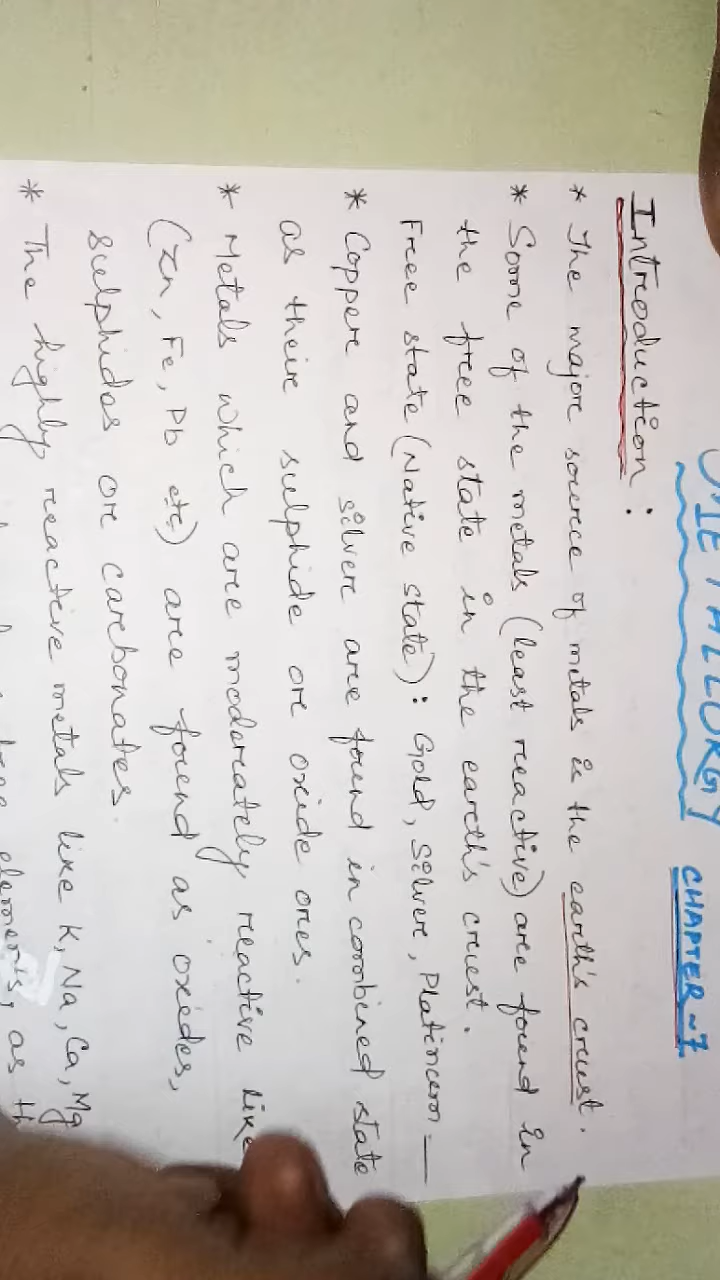 METALLURGY CHAPTER-7
Introduction :
* The major source of metals is the earth's crust.
* Some of the metals (least reactive) are found in
the free state in the earth's crust.
Free state (Native state): Gold, Silver, Platinum —
* Copper and silver are found in combined state
as their sulphide or oxide ores.
* Metals which are moderately reactive like
(Zn, Fe, Pb etc.) are found as oxides,
sulphides or carbonates.
* The highly reactive metals like K, Na, Ca, Mg
elements, as